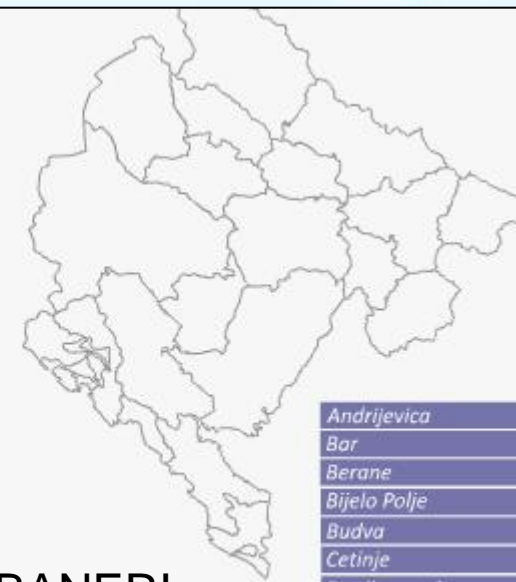 Andrijevica
Bar
Berane
Bijelo Polje
Budva
Cetinje